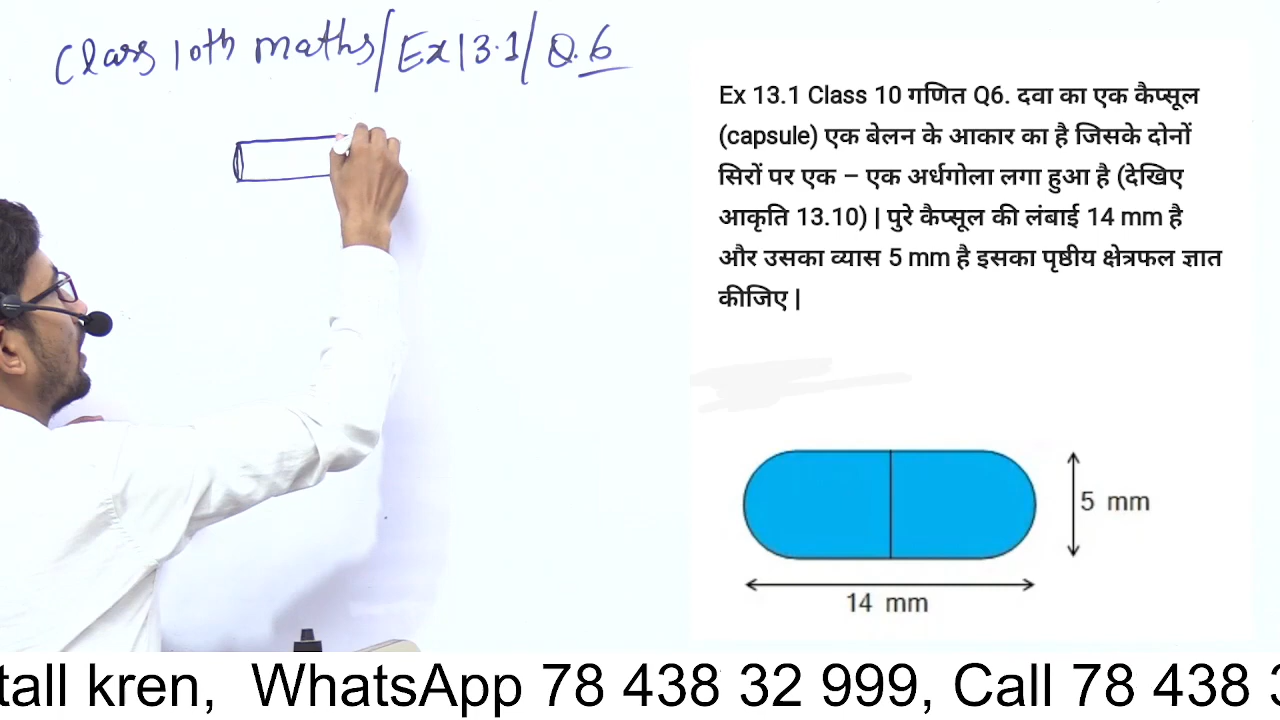 Class 10th maths/Ex 13.1/Q.6
Ex 13.1 Class 10 गणित Q6. दवा का एक कैप्सूल
(capsule) एक बेलन के आकार का है जिसके दोनों
सिरों पर एक – एक अर्धगोला लगा हुआ है (देखिए
आकृति 13.10) | पुरे कैप्सूल की लंबाई 14 mm है
और उसका व्यास 5 mm है इसका पृष्ठीय क्षेत्रफल ज्ञात
कीजिए |
5 mm
14 mm
tall kren, WhatsApp 78 438 32 999, Call 78 438